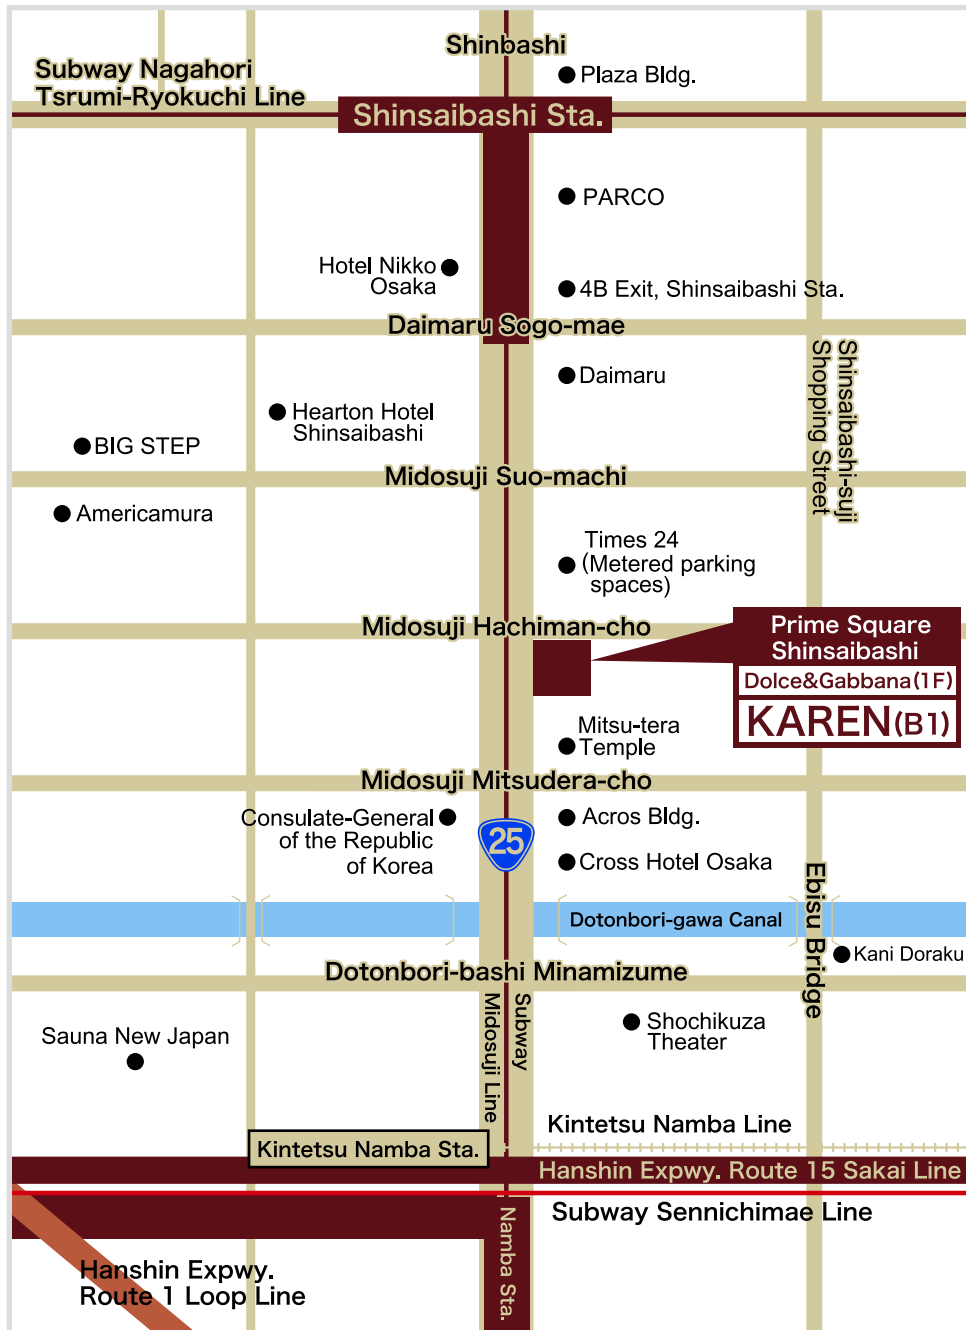 Shinbashi
Plaza Bldg.
Subway Nagahori
Tsrumi-Ryokuchi Line
Shinsaibashi Sta.
PARCO
Hotel Nikko
Osaka
4B Exit, Shinsaibashi Sta.
Daimaru Sogo-mae
Shinsaibashi-suji
Shopping Street
Daimaru
Hearton Hotel
Shinsaibashi
BIG STEP
Midosuji Suo-machi
Americamura
Times 24
(Metered parking
spaces)
Midosuji Hachiman-cho
Prime Square
Shinsaibashi
Dolce&Gabbana(1F)
KAREN(B1)
Mitsu-tera
Temple
Midosuji Mitsudera-cho
Consulate-General
of the Republic
of Korea
25
Acros Bldg.
Cross Hotel Osaka
Ebisu Bridge
Dotonbori-gawa Canal
Kani Doraku
Dotonbori-bashi Minamizume
Subway
Midosuji Line
Shochikuza
Theater
Sauna New Japan
Kintetsu Namba Line
Kintetsu Namba Sta.
Hanshin Expwy. Route 15 Sakai Line
Subway Sennichimae Line
Namba Sta.
Hanshin Expwy.
Route 1 Loop Line